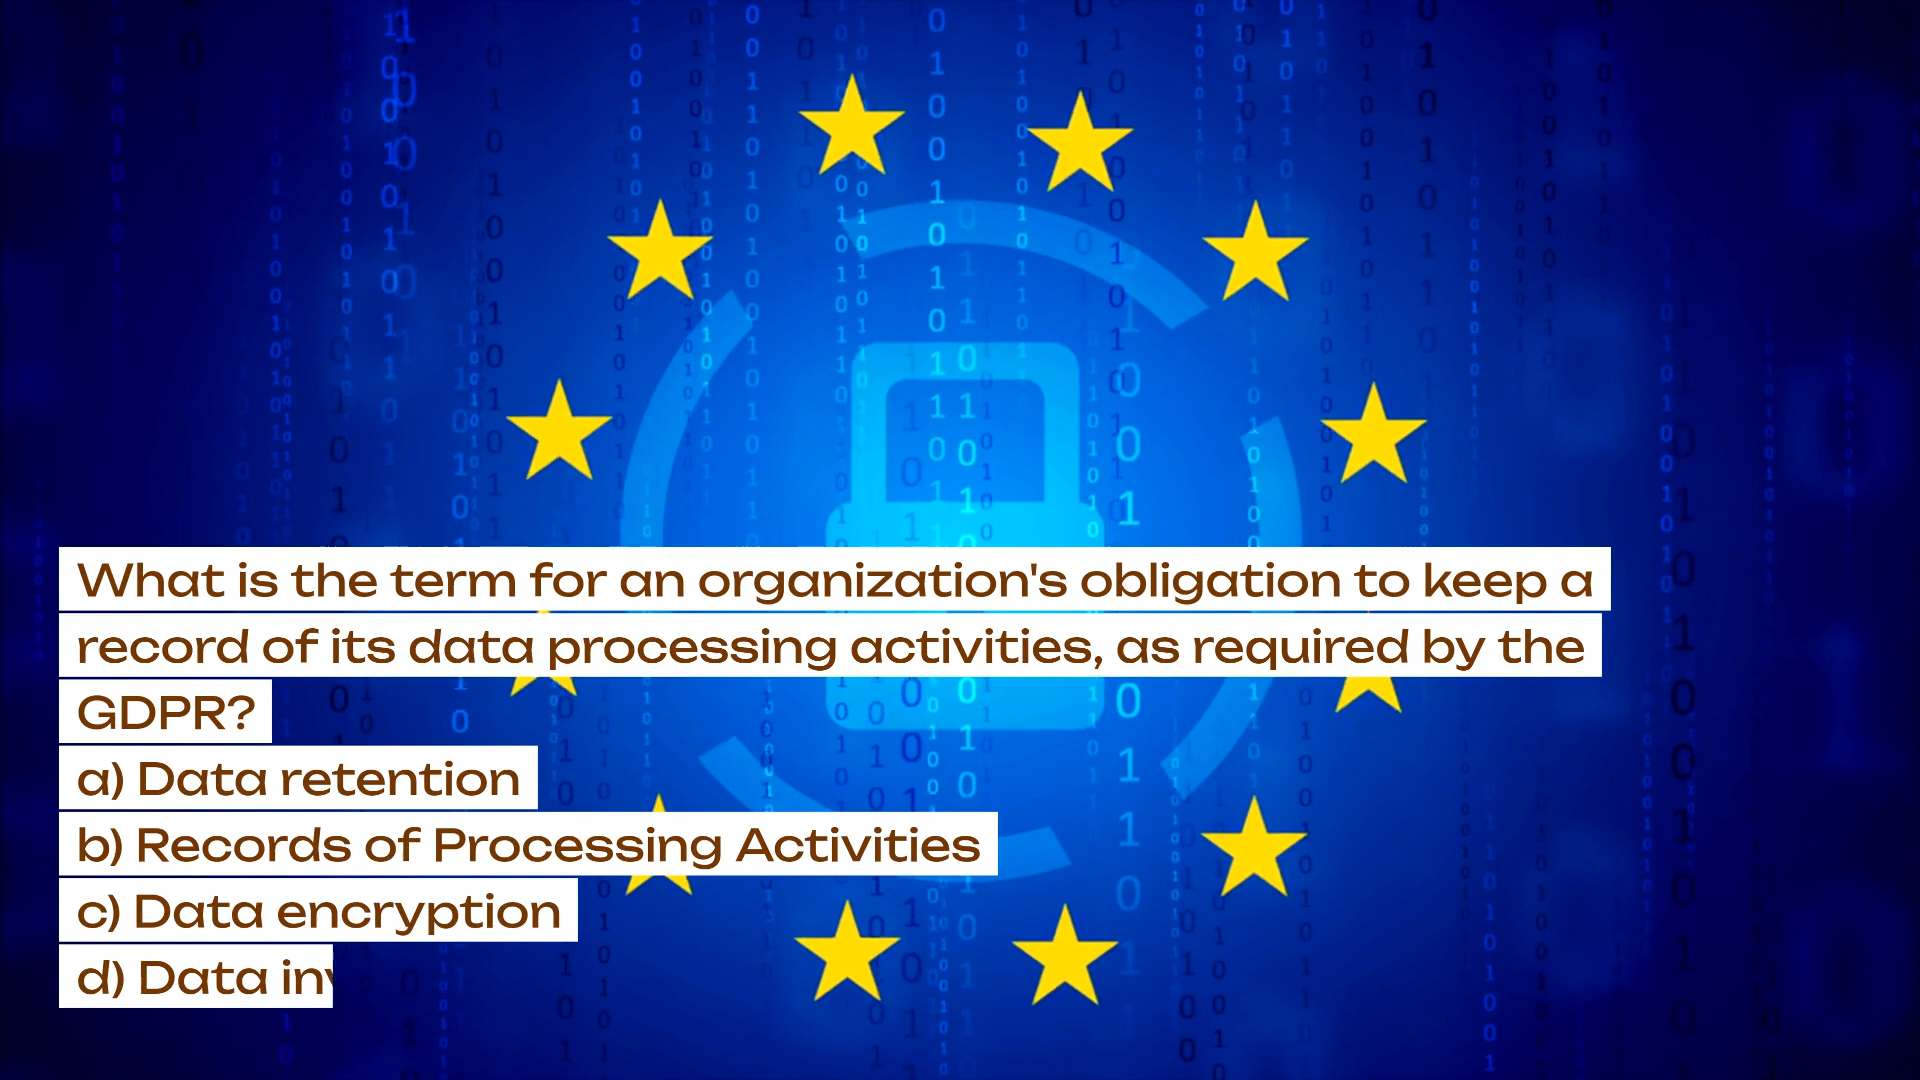 What is the term for an organization's obligation to keep a
record of its data processing activities, as required by the
GDPR?
a) Data retention
b) Records of Processing Activities
c) Data encryption
d) Data